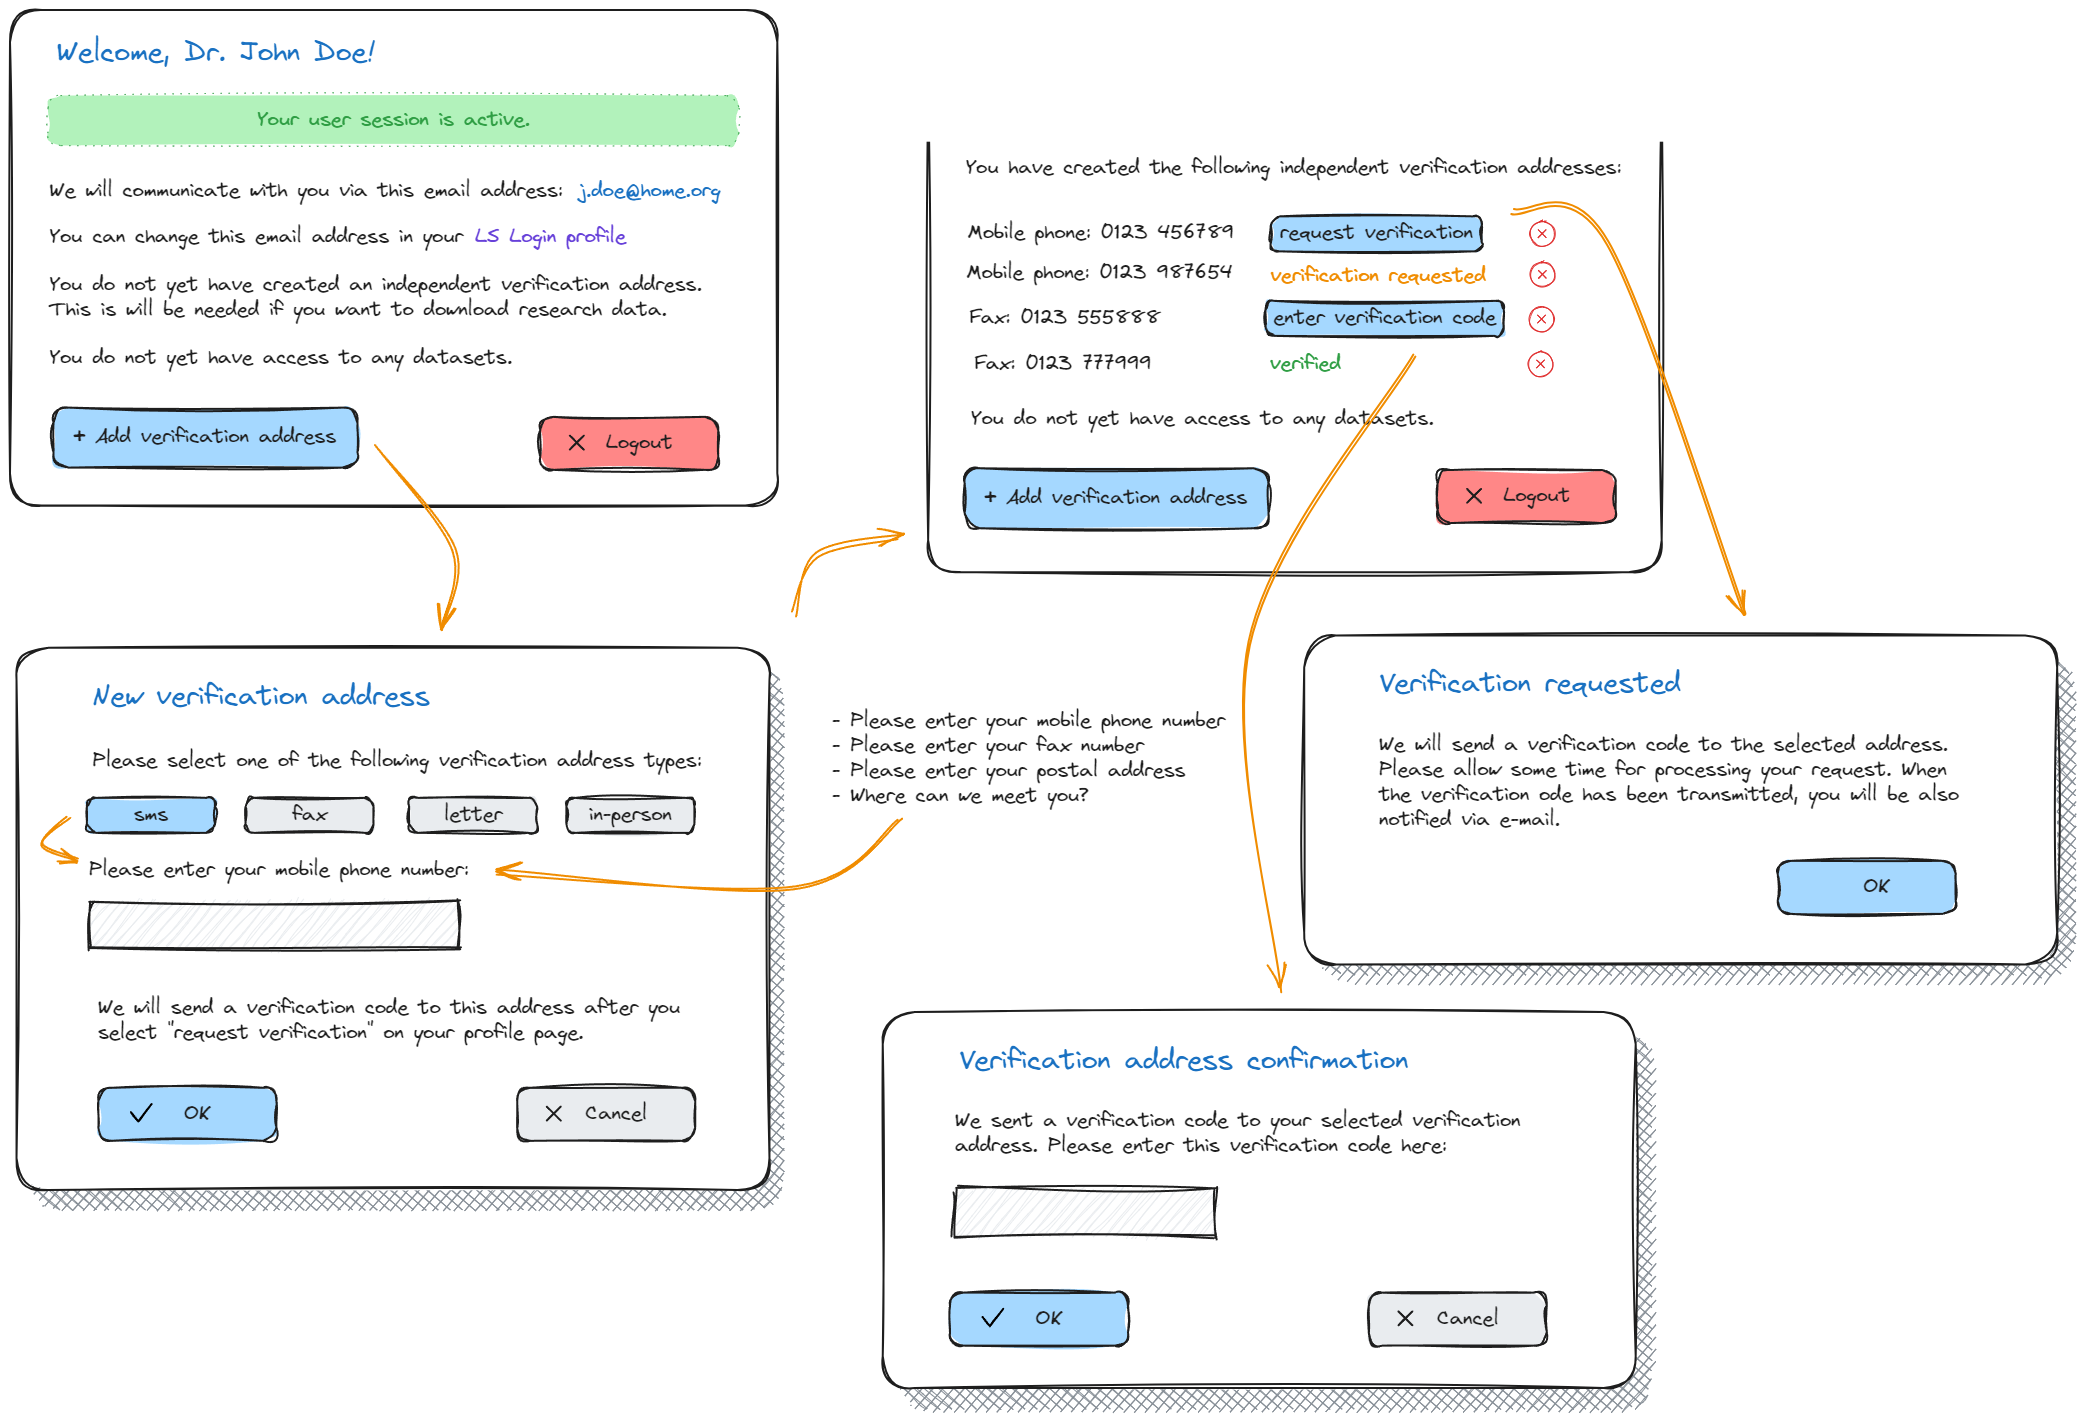 Welcome, Dr. John Doe!
Your user session is active.
We will communicate with you via this email address: j.doe@home.org
You can change this email address in your LS Login profile
You do not yet have created an independent verification address.
This is will be needed if you want to download research data.
You do not yet have access to any datasets.
+ Add verification address
Logout
You have created the following independent verification addresses:
Mobile phone: 0123 456789 request verification
Mobile phone: 0123 987654 verification requested
Fax: 0123 555888 enter verification code
Fax: 0123 777999 verified
You do not yet have access to any datasets.
+ Add verification address
Logout
New verification address
Please select one of the following verification address types:
sms fax letter in-person
Please enter your mobile phone number:
We will send a verification code to this address after you
select "request verification" on your profile page.
OK
Cancel
- Please enter your mobile phone number
- Please enter your fax number
- Please enter your postal address
- Where can we meet you?
Verification requested
We will send a verification code to the selected address.
Please allow some time for processing your request. When
the verification ode has been transmitted, you will be also
notified via e-mail.
OK
Verification address confirmation
We sent a verification code to your selected verification
address. Please enter this verification code here:
OK
Cancel